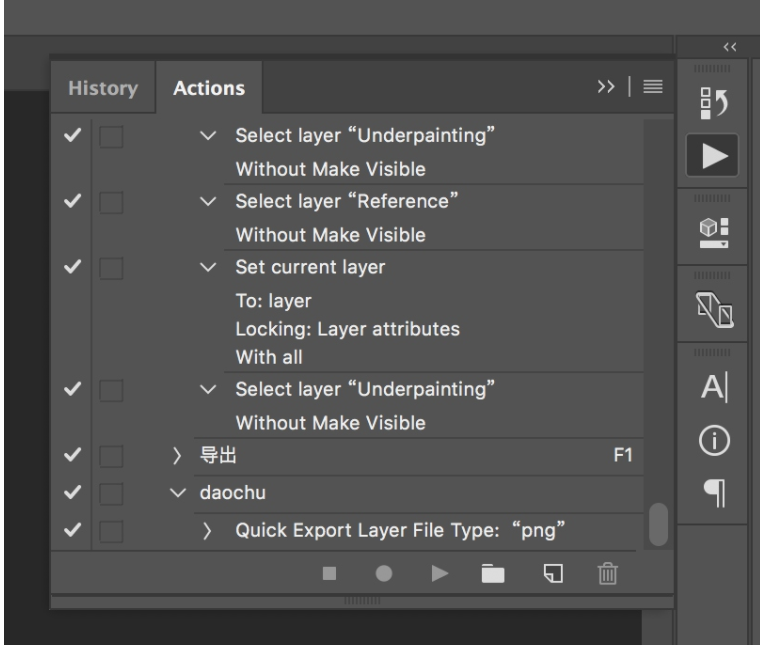 History
Actions
Select layer “Underpainting”
Without Make Visible
Select layer “Reference”
Without Make Visible
Set current layer
To: layer
Locking: Layer attributes
With all
Select layer “Underpainting”
Without Make Visible
导出 F1
daochu
Quick Export Layer File Type: “png”
A